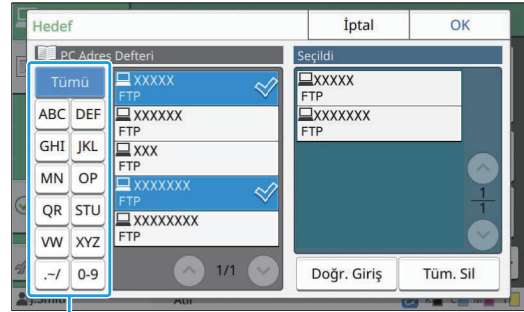 Hedef
İptal
OK
PC Adres Defteri
Seçildi
Tümü
ABC DEF
GHI JKL
MN OP
QR STU
VW XYZ
.~/ 0-9
XXXXX
FTP
XXXXXX
FTP
XXX
FTP
XXXXXXX
FTP
XXXXXXXX
FTP
1/1
XXXXX
FTP
XXXXXXX
FTP
1
1
Doğr. Giriş
Tüm. Sil